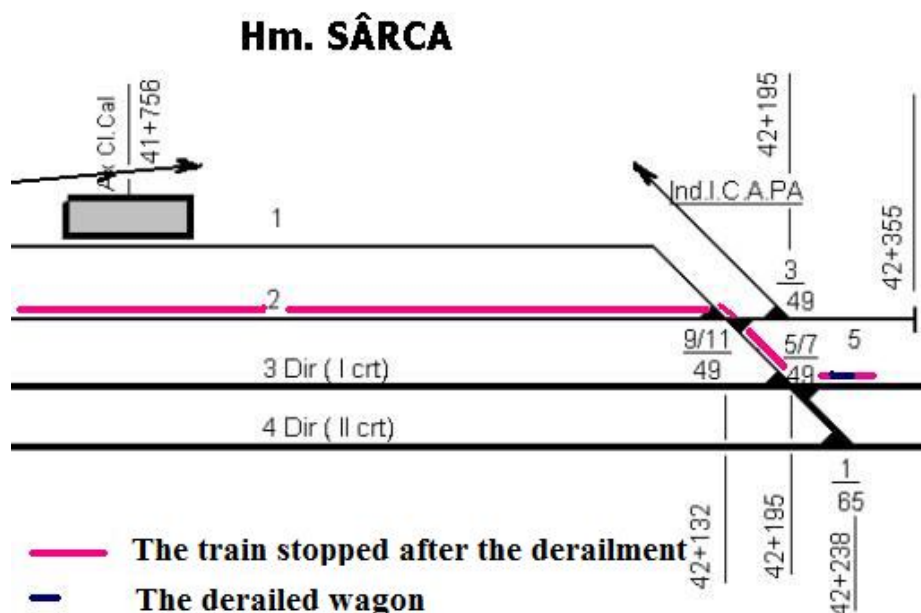 Hm. SÂRCA
Ax Cl.Cal
41+756
42+195
42+355
Ind.I.C.A.PA
1
3
49
2
9/11
49
5/7
49
5
3 Dir ( I crt)
4 Dir ( II crt)
1
65
42+132
42+195
42+238
The train stopped after the derailment
The derailed wagon